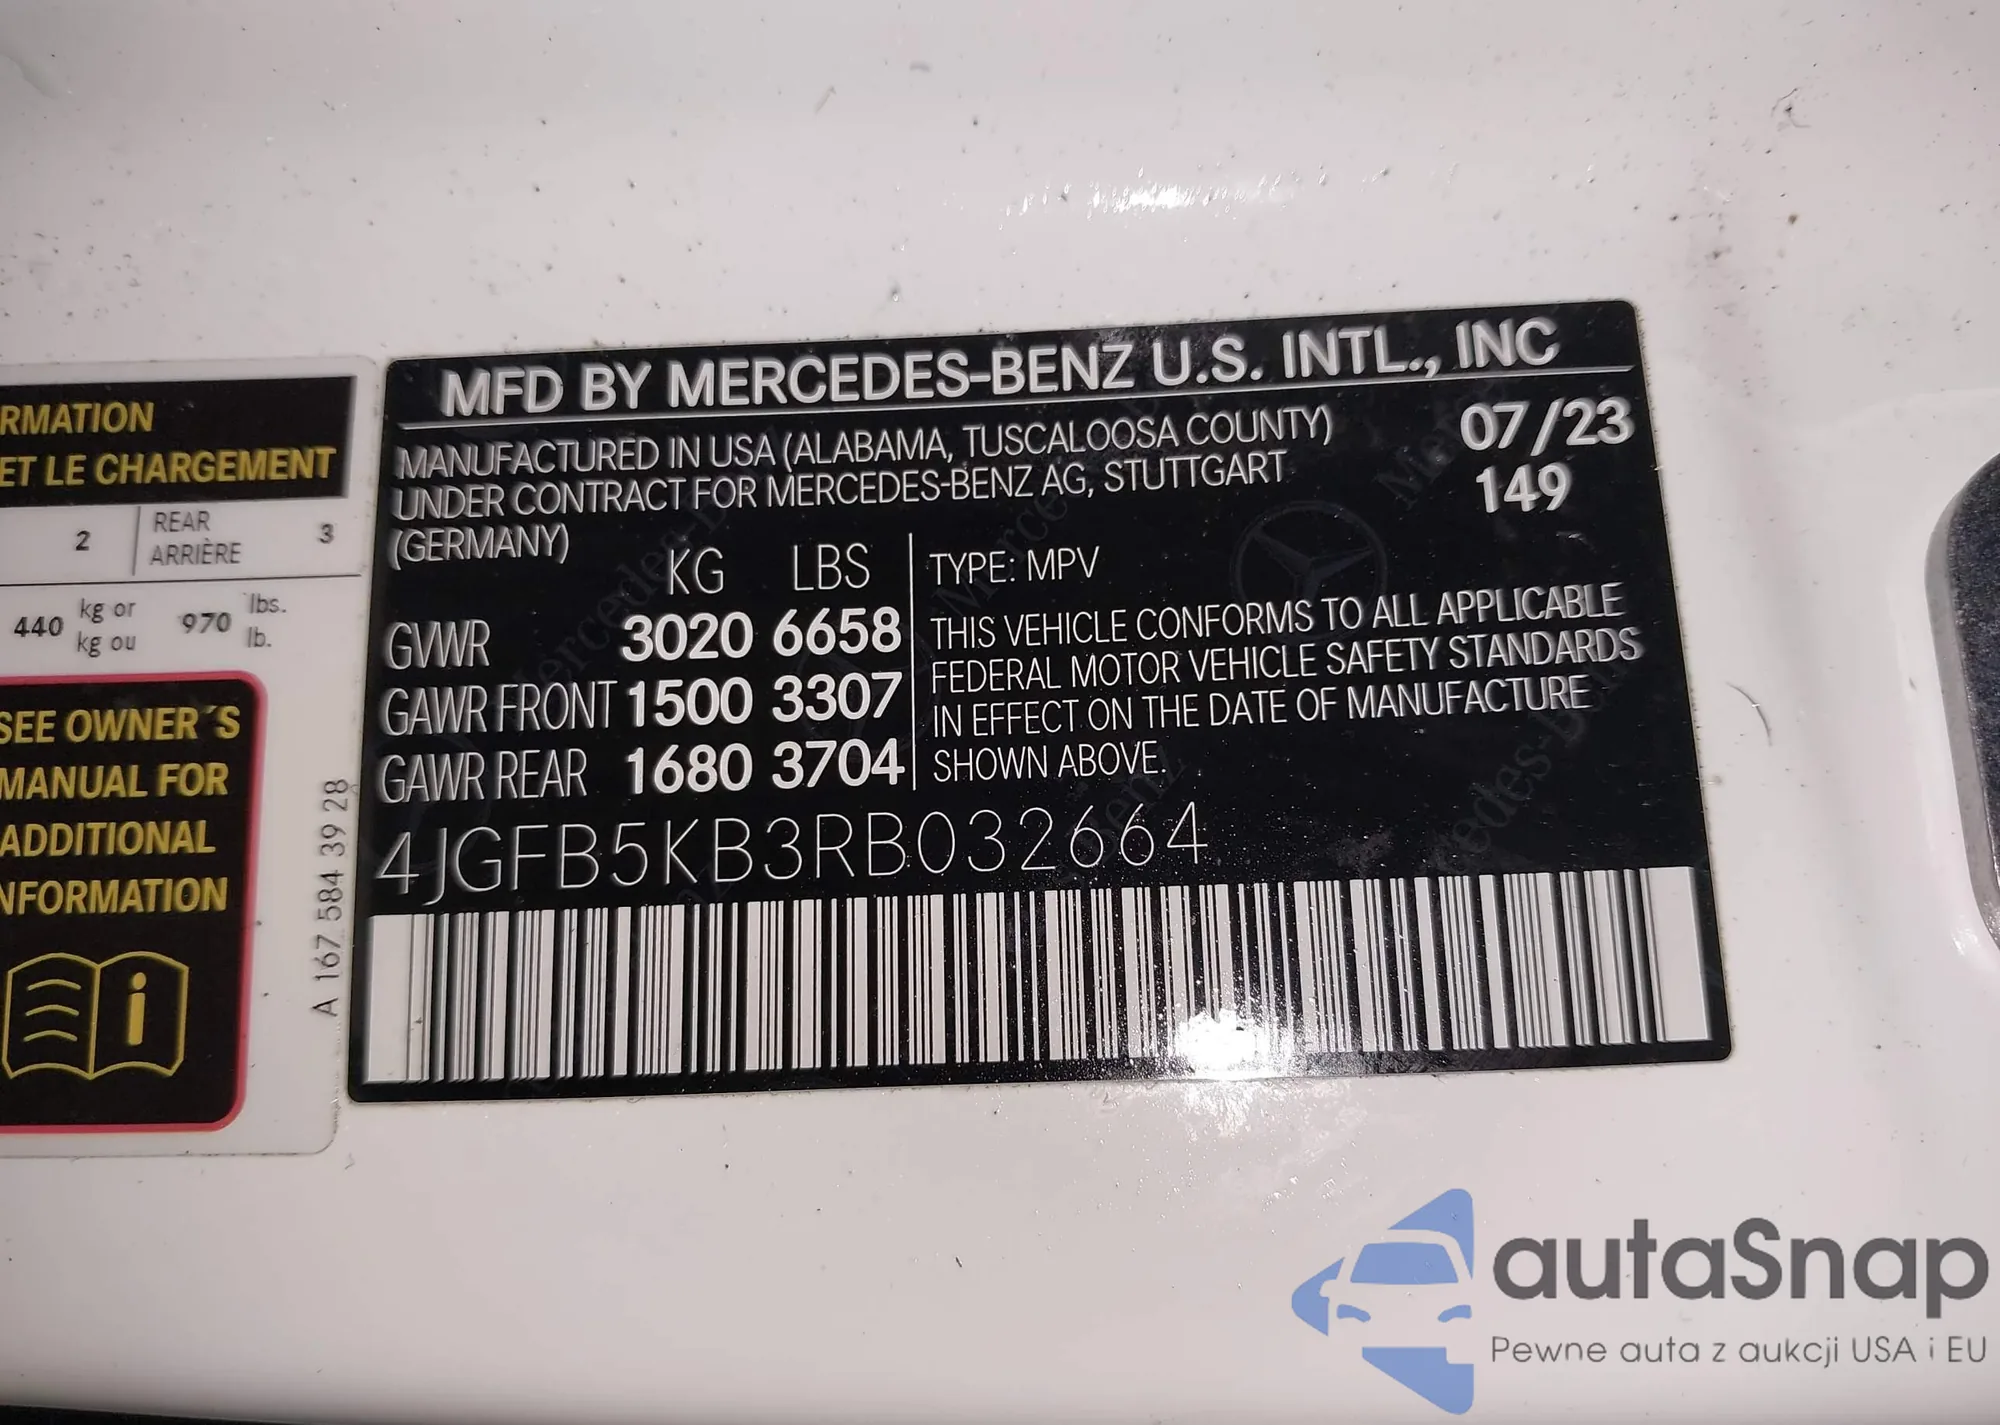 RMATION
ET LE CHARGEMENT
2 REAR 3
ARRIÈRE
440 kg or 970 lbs.
kg ou lb.
SEE OWNER´S
MANUAL FOR
ADDITIONAL
NFORMATION
i
A 167 584 39 28
MFD BY MERCEDES-BENZ U.S. INTL., INC
MANUFACTURED IN USA (ALABAMA, TUSCALOOSA COUNTY) 07/23
UNDER CONTRACT FOR MERCEDES-BENZ AG, STUTTGART 149
(GERMANY)
KG LBS
GVWR 3020 6658
GAWR FRONT 1500 3307
GAWR REAR 1680 3704
TYPE: MPV
THIS VEHICLE CONFORMS TO ALL APPLICABLE
FEDERAL MOTOR VEHICLE SAFETY STANDARDS
IN EFFECT ON THE DATE OF MANUFACTURE
SHOWN ABOVE.
4JGFB5KB3RB032664
autaSnap
Pewne auta z aukcji USA i EU